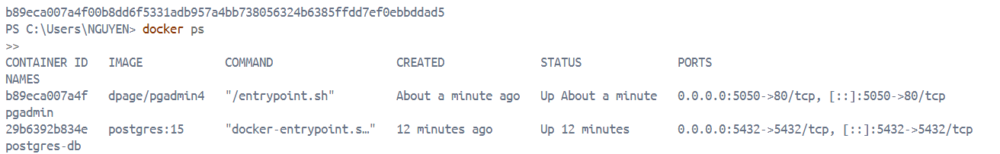 b89eca007a4f00b8dd6f5331adb957a4bb738056324b6385ffdd7ef0ebbddad5
PS C:\Users\NGUYEN> docker ps
>>
CONTAINER ID   IMAGE            COMMAND                  CREATED              STATUS              PORTS
NAMES
b89eca007a4f   dpage/pgadmin4   "/entrypoint.sh"         About a minute ago   Up About a minute   0.0.0.0:5050->80/tcp, [::]:5050->80/tcp
pgadmin
29b6392b834e   postgres:15      "docker-entrypoint.s…"   12 minutes ago       Up 12 minutes       0.0.0.0:5432->5432/tcp, [::]:5432->5432/tcp
postgres-db